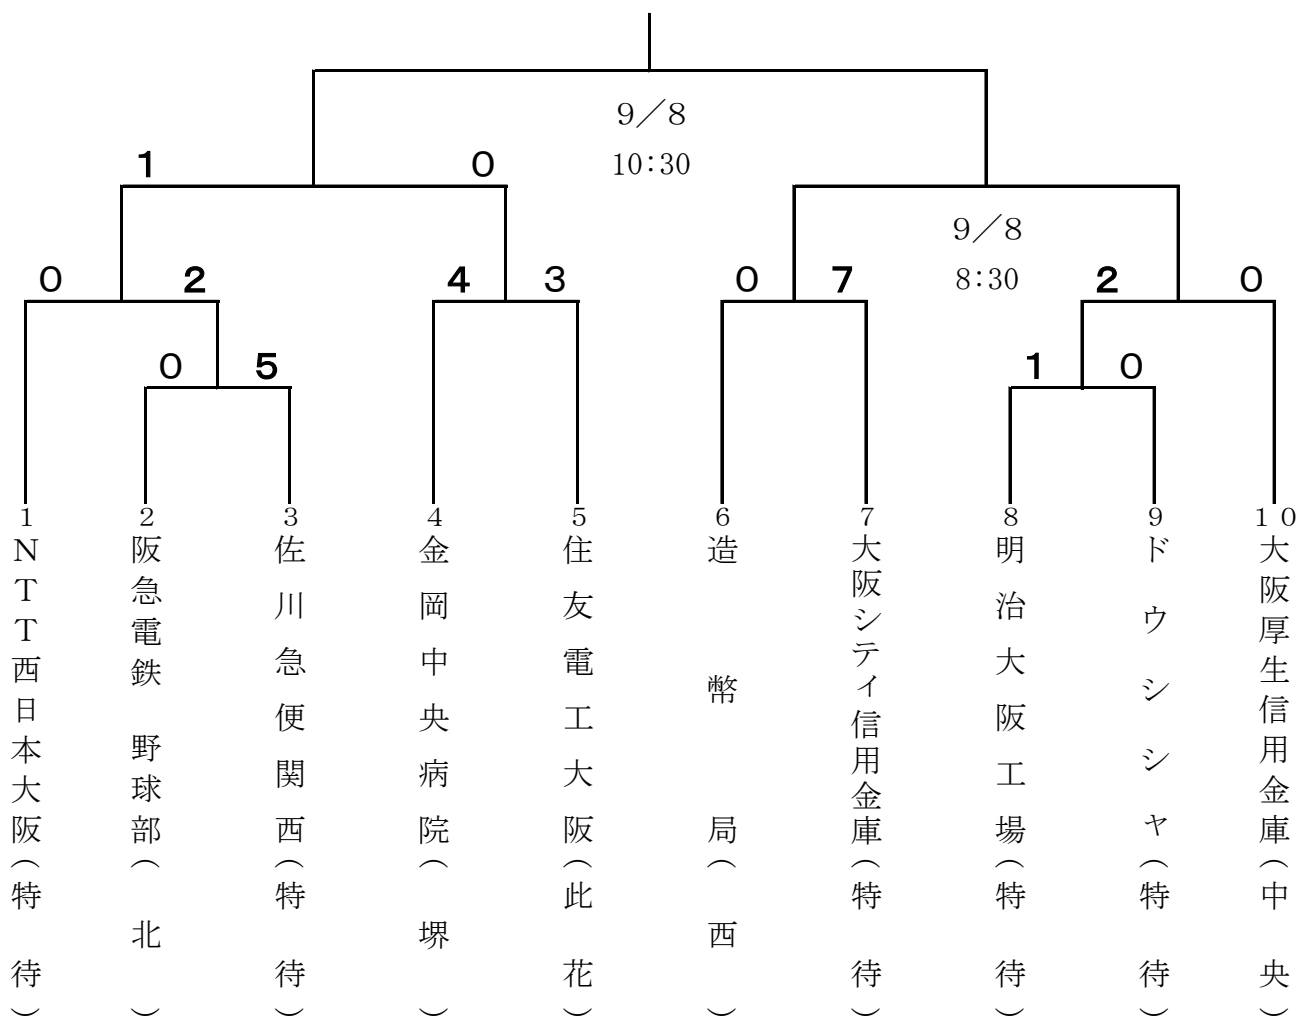 9／8
1 0 10：30
9／8
0 2 4 3 0 7 8：30 2 0
0 5 1 0
1 2 3 4 5 6 7 8 9 10
ＮＴＴ西日本大阪（特待）
阪急電鉄 野球部（北）
佐川急便関西（特待）
金岡中央病院（堺）
住友電工大阪（此花）
造幣局（西）
大阪シティ信用金庫（特待）
明治大阪工場（特待）
ドウシシャ（特待）
大阪厚生信用金庫（中央）